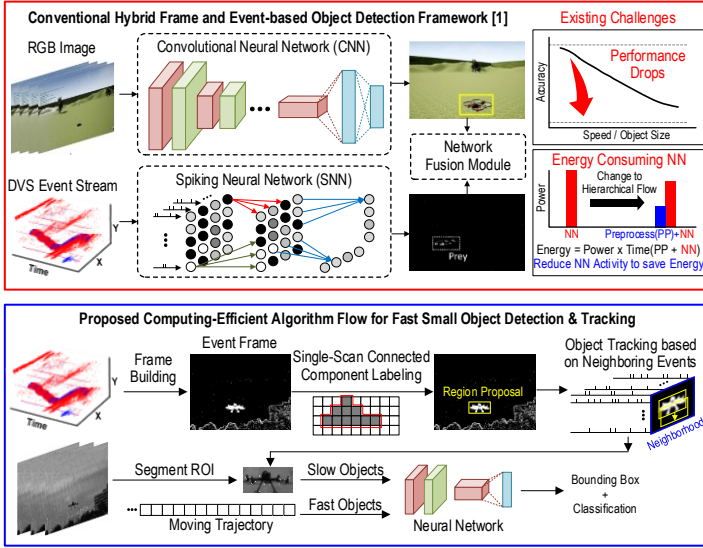 Conventional Hybrid Frame and Event-based Object Detection Framework [1]
RGB Image
Convolutional Neural Network (CNN)
Network
Fusion Module
DVS Event Stream
Spiking Neural Network (SNN)
Time
X
Y
Prey
Existing Challenges
Accuracy
Performance
Drops
Speed / Object Size
Energy Consuming NN
Power
Change to
Hierarchical Flow
NN
Preprocess(PP)+NN
Energy = Power x Time(PP + NN)
Reduce NN Activity to save Energy
Proposed Computing-Efficient Algorithm Flow for Fast Small Object Detection & Tracking
Time
X
Y
Frame
Building
Event Frame
Single-Scan Connected
Component Labeling
Region Proposal
Object Tracking based
on Neighboring Events
Neighborhood
Segment ROI
Slow Objects
Moving Trajectory
Fast Objects
Neural Network
Bounding Box
+
Classification